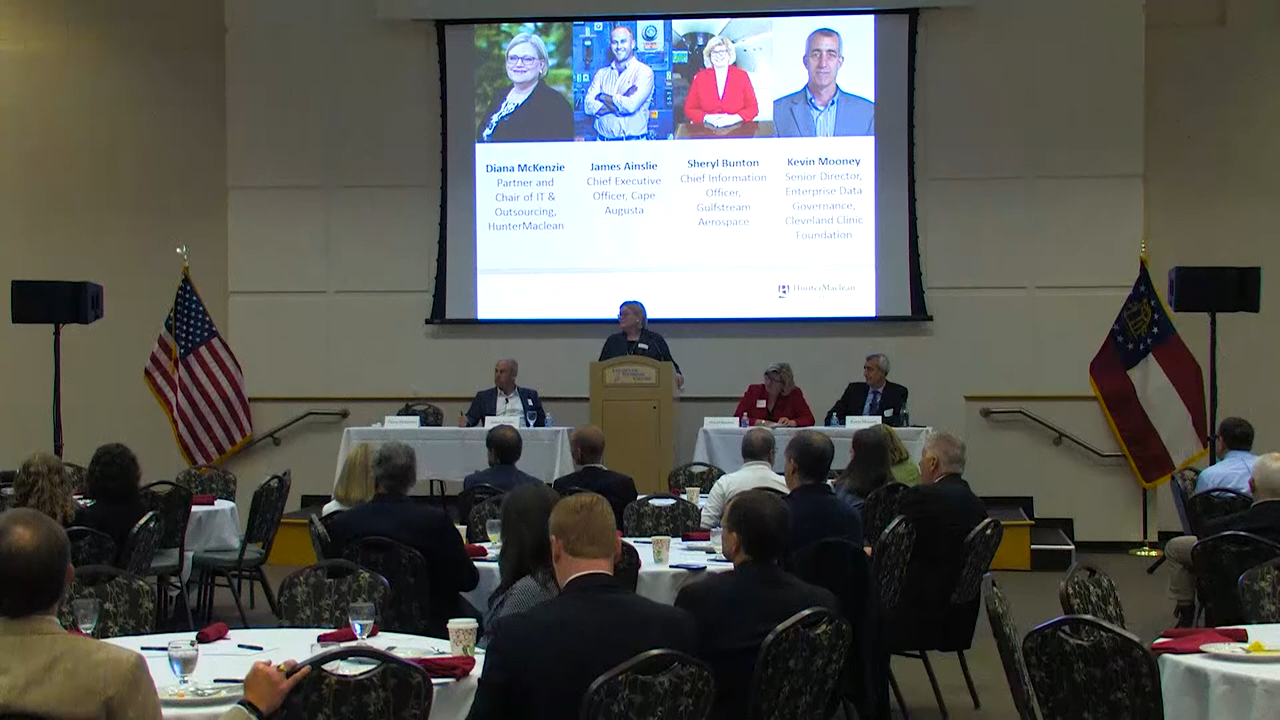 Diana McKenzie
Partner and
Chair of IT &
Outsourcing,
HunterMaclean
James Ainslie
Chief Executive
Officer, Cape
Augusta
Sheryl Bunton
Chief Information
Officer,
Gulfstream
Aerospace
Kevin Mooney
Senior Director,
Enterprise Data
Governance,
Cleveland Clinic
Foundation
HunterMaclean